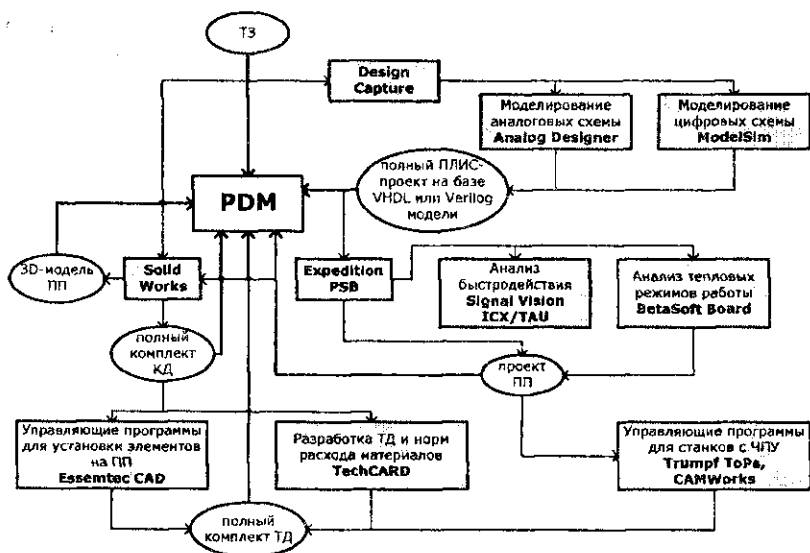 ТЗ
Design
Capture
Моделирование
аналоговых схемы
Analog Designer
Моделирование
цифровых схемы
ModelSim
полный ПЛИС-
проект на базе
VHDL или Verilog
модели
PDM
3D-модель
ПП
Solid
Works
Expedition
PSB
Анализ
быстродействия
Signal Vision
ICX/TAU
Анализ тепловых
режимов работы
BetaSoft Board
полный
комплект
КД
проект
ПП
Управляющие программы
для установки элементов
на ПП
Essemtec CAD
Разработка ТД и норм
расхода материалов
TechCARD
Управляющие программы
для станков с ЧПУ
Trumpf ToPs,
CAMWorks
полный
комплект ТД